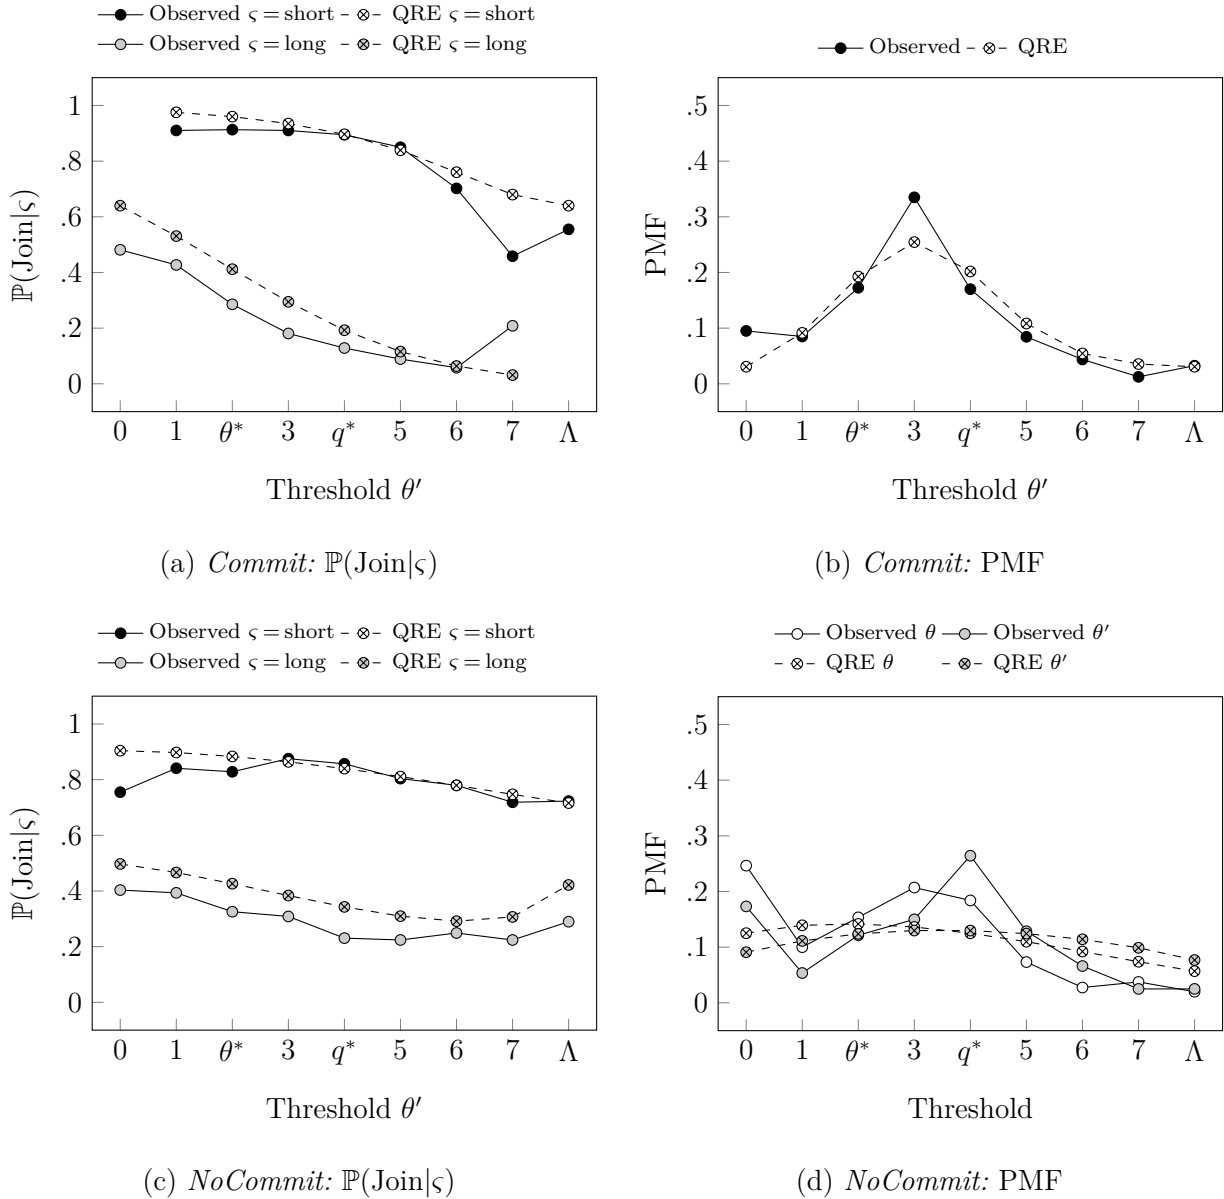 Observed ς = short QRE ς = short
Observed ς = long QRE ς = long
ℙ(Join|ς)
1
.8
.6
.4
.2
0
0 1 θ* 3 q* 5 6 7 Λ
Threshold θ′
(a) Commit: ℙ(Join|ς)
Observed QRE
PMF
.5
.4
.3
.2
.1
0
0 1 θ* 3 q* 5 6 7 Λ
Threshold θ′
(b) Commit: PMF
Observed ς = short QRE ς = short
Observed ς = long QRE ς = long
ℙ(Join|ς)
1
.8
.6
.4
.2
0
0 1 θ* 3 q* 5 6 7 Λ
Threshold θ′
(c) NoCommit: ℙ(Join|ς)
Observed θ Observed θ′
QRE θ QRE θ′
PMF
.5
.4
.3
.2
.1
0
0 1 θ* 3 q* 5 6 7 Λ
Threshold
(d) NoCommit: PMF